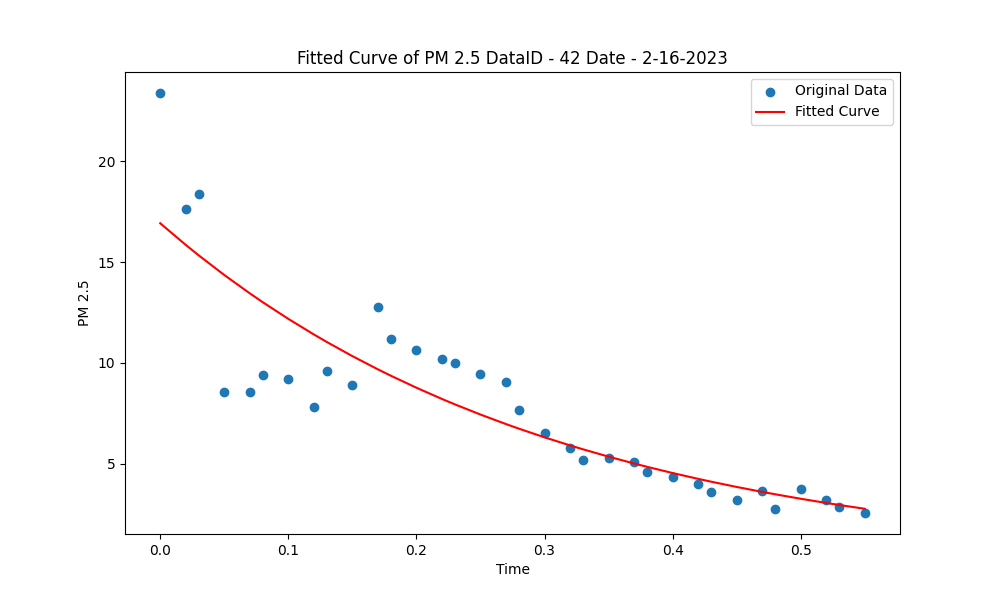 Fitted Curve of PM 2.5 DataID - 42 Date - 2-16-2023
Original Data
Fitted Curve
20
15
10
5
PM 2.5
0.0 0.1 0.2 0.3 0.4 0.5
Time